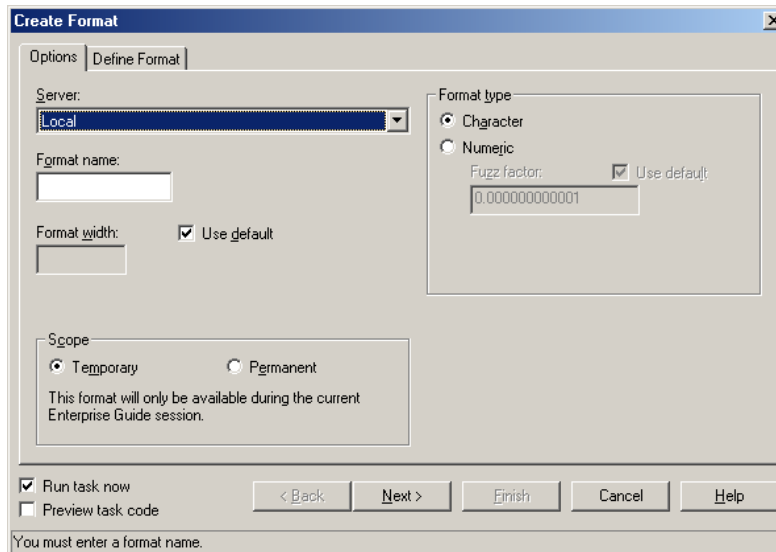 Create Format
Options
Define Format
Server:
Local
Format name:
Format width:
Use default
Format type
Character
Numeric
Fuzz factor:
Use default
0.000000000001
Scope
Temporary
Permanent
This format will only be available during the current
Enterprise Guide session.
Run task now
Preview task code
< Back
Next >
Finish
Cancel
Help
You must enter a format name.